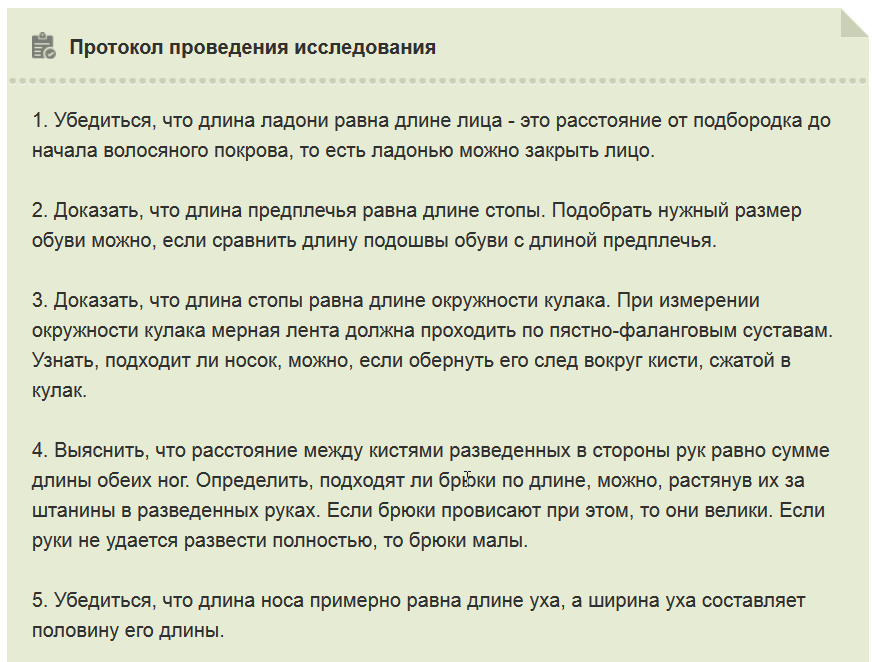 Протокол проведения исследования
1. Убедиться, что длина ладони равна длине лица - это расстояние от подбородка до
начала волосяного покрова, то есть ладонью можно закрыть лицо.
2. Доказать, что длина предплечья равна длине стопы. Подобрать нужный размер
обуви можно, если сравнить длину подошвы обуви с длиной предплечья.
3. Доказать, что длина стопы равна длине окружности кулака. При измерении
окружности кулака мерная лента должна проходить по пястно-фаланговым суставам.
Узнать, подходит ли носок, можно, если обернуть его след вокруг кисти, сжатой в
кулак.
4. Выяснить, что расстояние между кистями разведенных в стороны рук равно сумме
длины обеих ног. Определить, подходят ли брюки по длине, можно, растянув их за
штанины в разведенных руках. Если брюки провисают при этом, то они велики. Если
руки не удается развести полностью, то брюки малы.
5. Убедиться, что длина носа примерно равна длине уха, а ширина уха составляет
половину его длины.